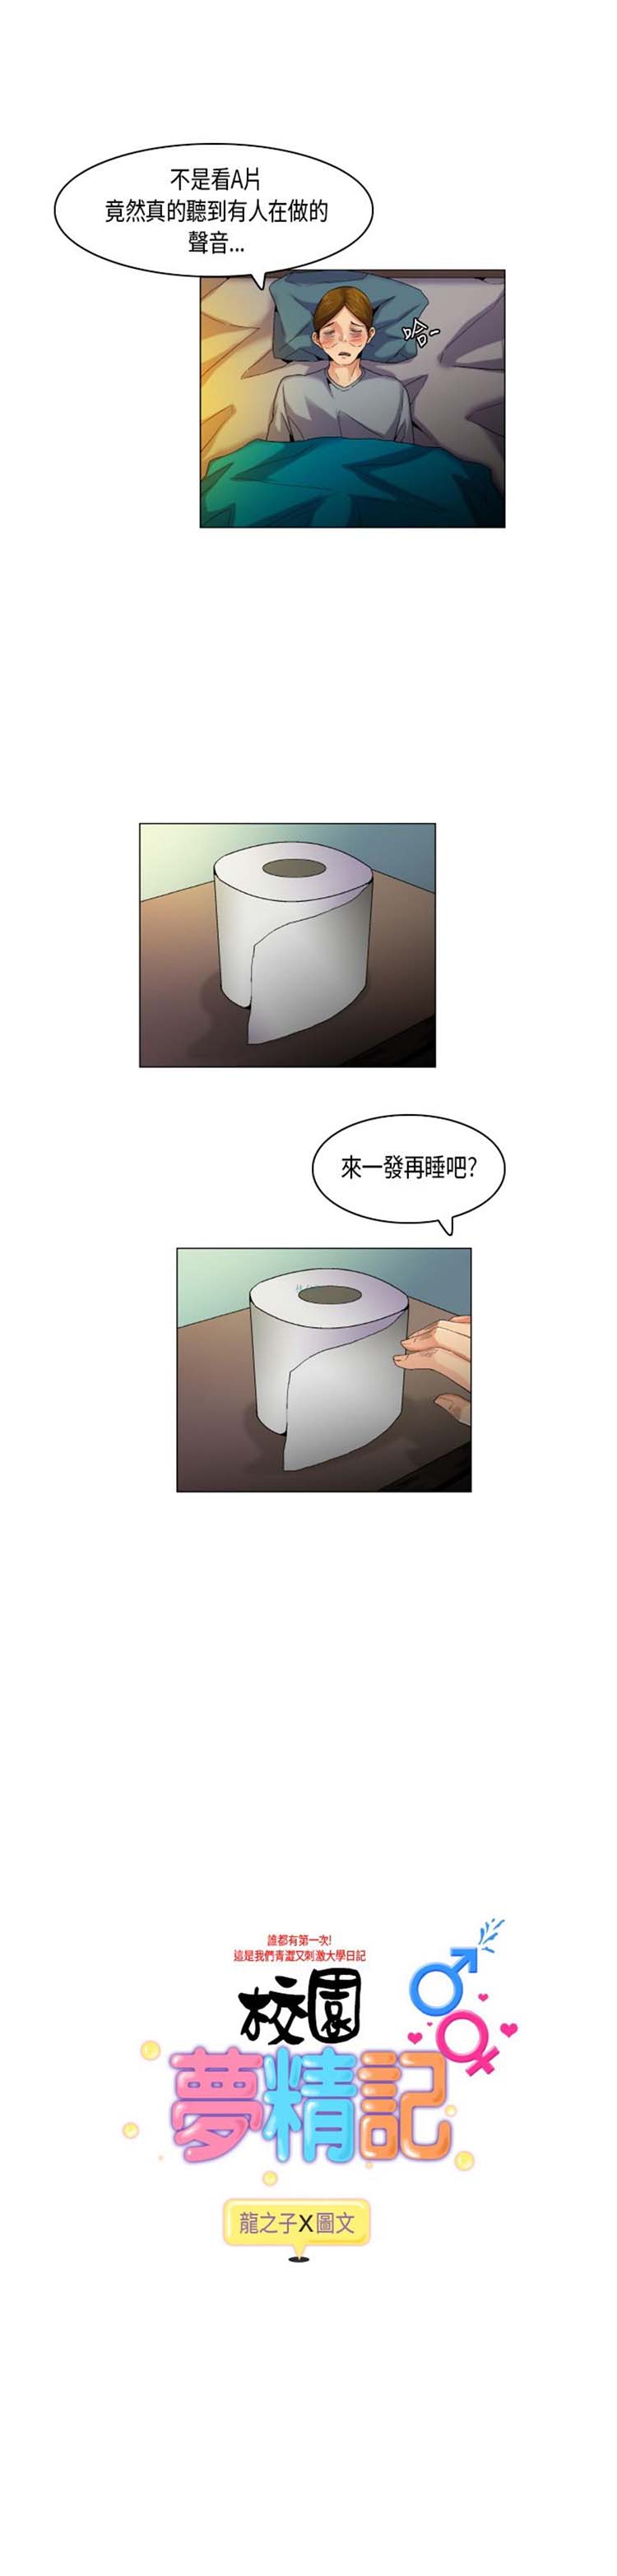 不是看A片
竟然真的聽到有人在做的
聲音...
哈~
來一發再睡吧?
誰都有第一次!
這是我們青澀又刺激大學日記
校園
夢精記
龍之子X圖文